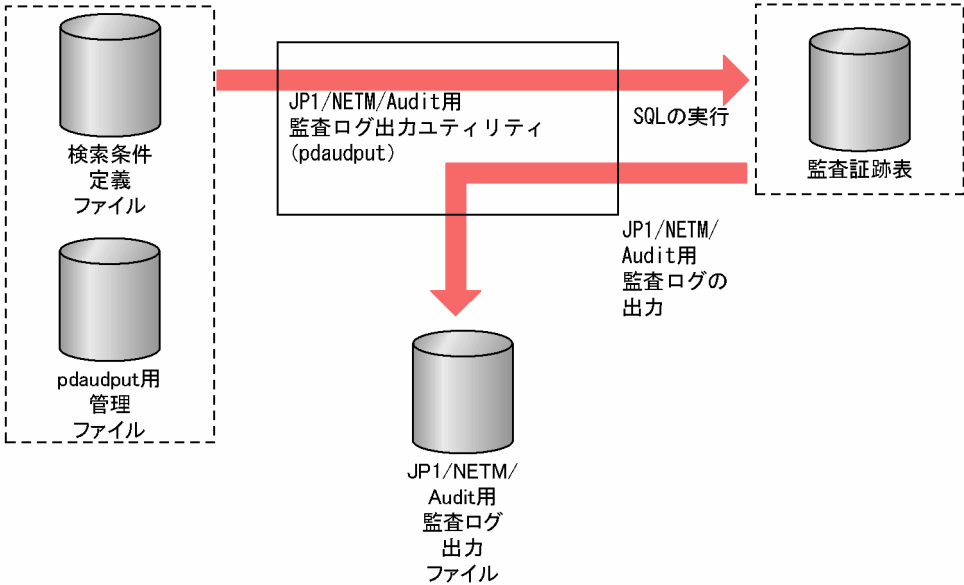 検索条件
定義
ファイル
pdaudput用
管理
ファイル
JP1/NETM/Audit用
監査ログ出力ユティリティ
(pdaudput)
SQLの実行
監査証跡表
JP1/NETM/
Audit用
監査ログの
出力
JP1/NETM/
Audit用
監査ログ
出力
ファイル